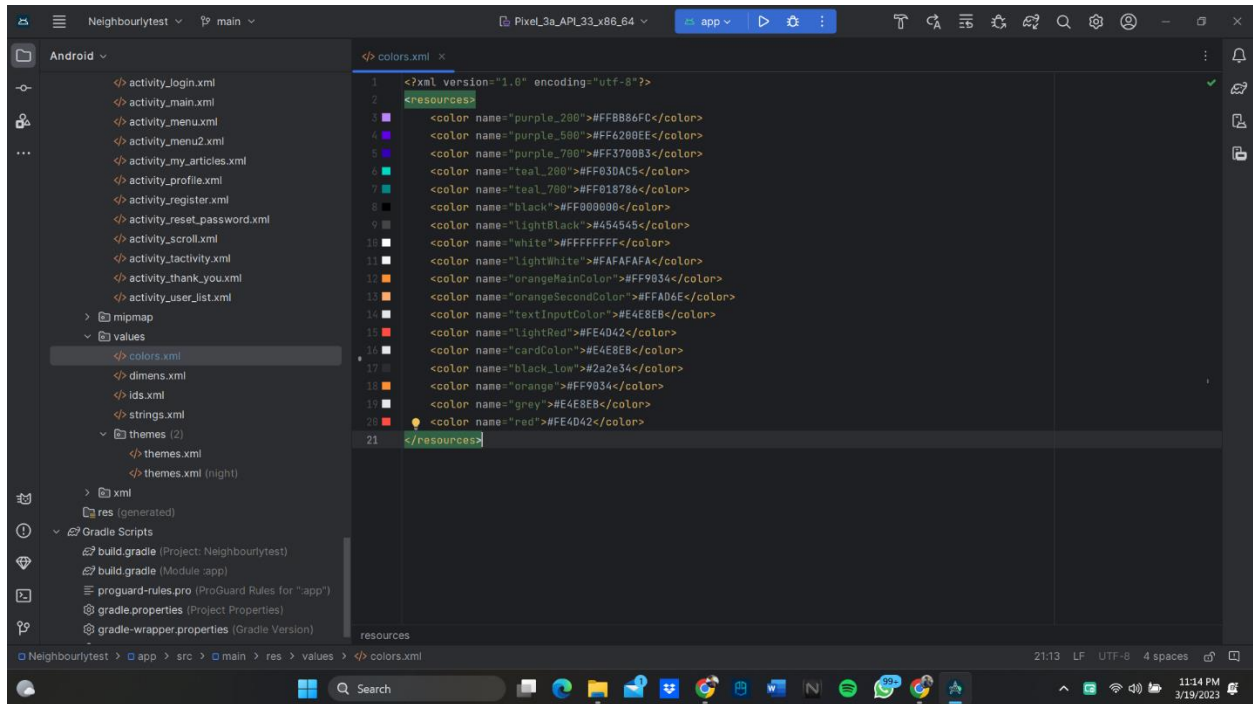 Neighbourlytest main Pixel_3a_API_33_x86_64 app
Android
activity_login.xml
activity_main.xml
activity_menu.xml
activity_menu2.xml
activity_my_articles.xml
activity_profile.xml
activity_register.xml
activity_reset_password.xml
activity_scroll.xml
activity_tactivity.xml
activity_thank_you.xml
activity_user_list.xml
mipmap
values
colors.xml
dimens.xml
ids.xml
strings.xml
themes (2)
themes.xml
themes.xml (night)
xml
res (generated)
Gradle Scripts
build.gradle (Project: Neighbourlytest)
build.gradle (Module :app)
proguard-rules.pro (ProGuard Rules for ":app")
gradle.properties (Project Properties)
gradle-wrapper.properties (Gradle Version)
</> colors.xml
1 <?xml version="1.0" encoding="utf-8"?>
2 <resources>
3 <color name="purple_200">#FFBB86FC</color>
4 <color name="purple_500">#FF6200EE</color>
5 <color name="purple_700">#FF3700B3</color>
6 <color name="teal_200">#FF03DAC5</color>
7 <color name="teal_700">#FF018786</color>
8 <color name="black">#FF000000</color>
9 <color name="lightBlack">#454545</color>
10 <color name="white">#FFFFFFFF</color>
11 <color name="lightWhite">#FAFAFAFA</color>
12 <color name="orangeMainColor">#FF9034</color>
13 <color name="orangeSecondColor">#FFAD6E</color>
14 <color name="textInputColor">#E4E8EB</color>
15 <color name="lightRed">#FE4D42</color>
16 <color name="cardColor">#E4E8EB</color>
17 <color name="black_low">#2a2e34</color>
18 <color name="orange">#FF9034</color>
19 <color name="grey">#E4E8EB</color>
20 <color name="red">#FE4D42</color>
21 </resources>
resources
Neighbourlytest > app > src > main > res > values > </> colors.xml 21:13 LF UTF-8 4 spaces
Search 99+ 11:14 PM
3/19/2023